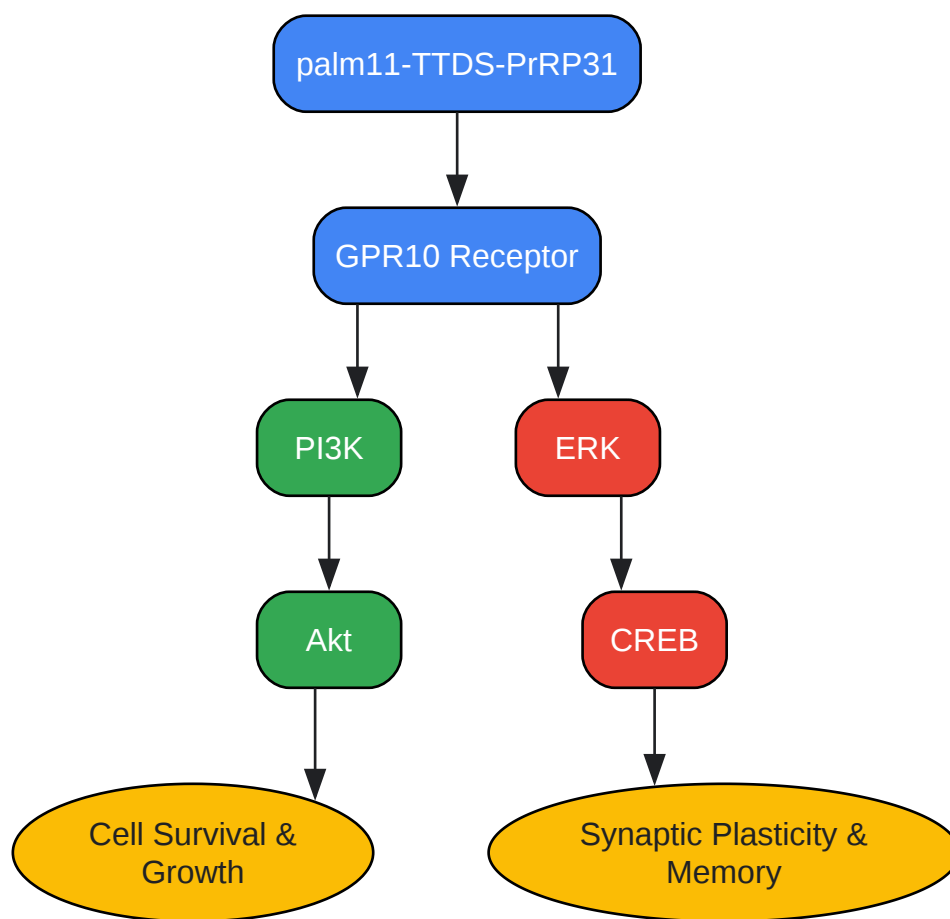 palm11-TTDS-PrRP31
GPR10 Receptor
PI3K
ERK
Akt
CREB
Cell Survival &
Growth
Synaptic Plasticity &
Memory